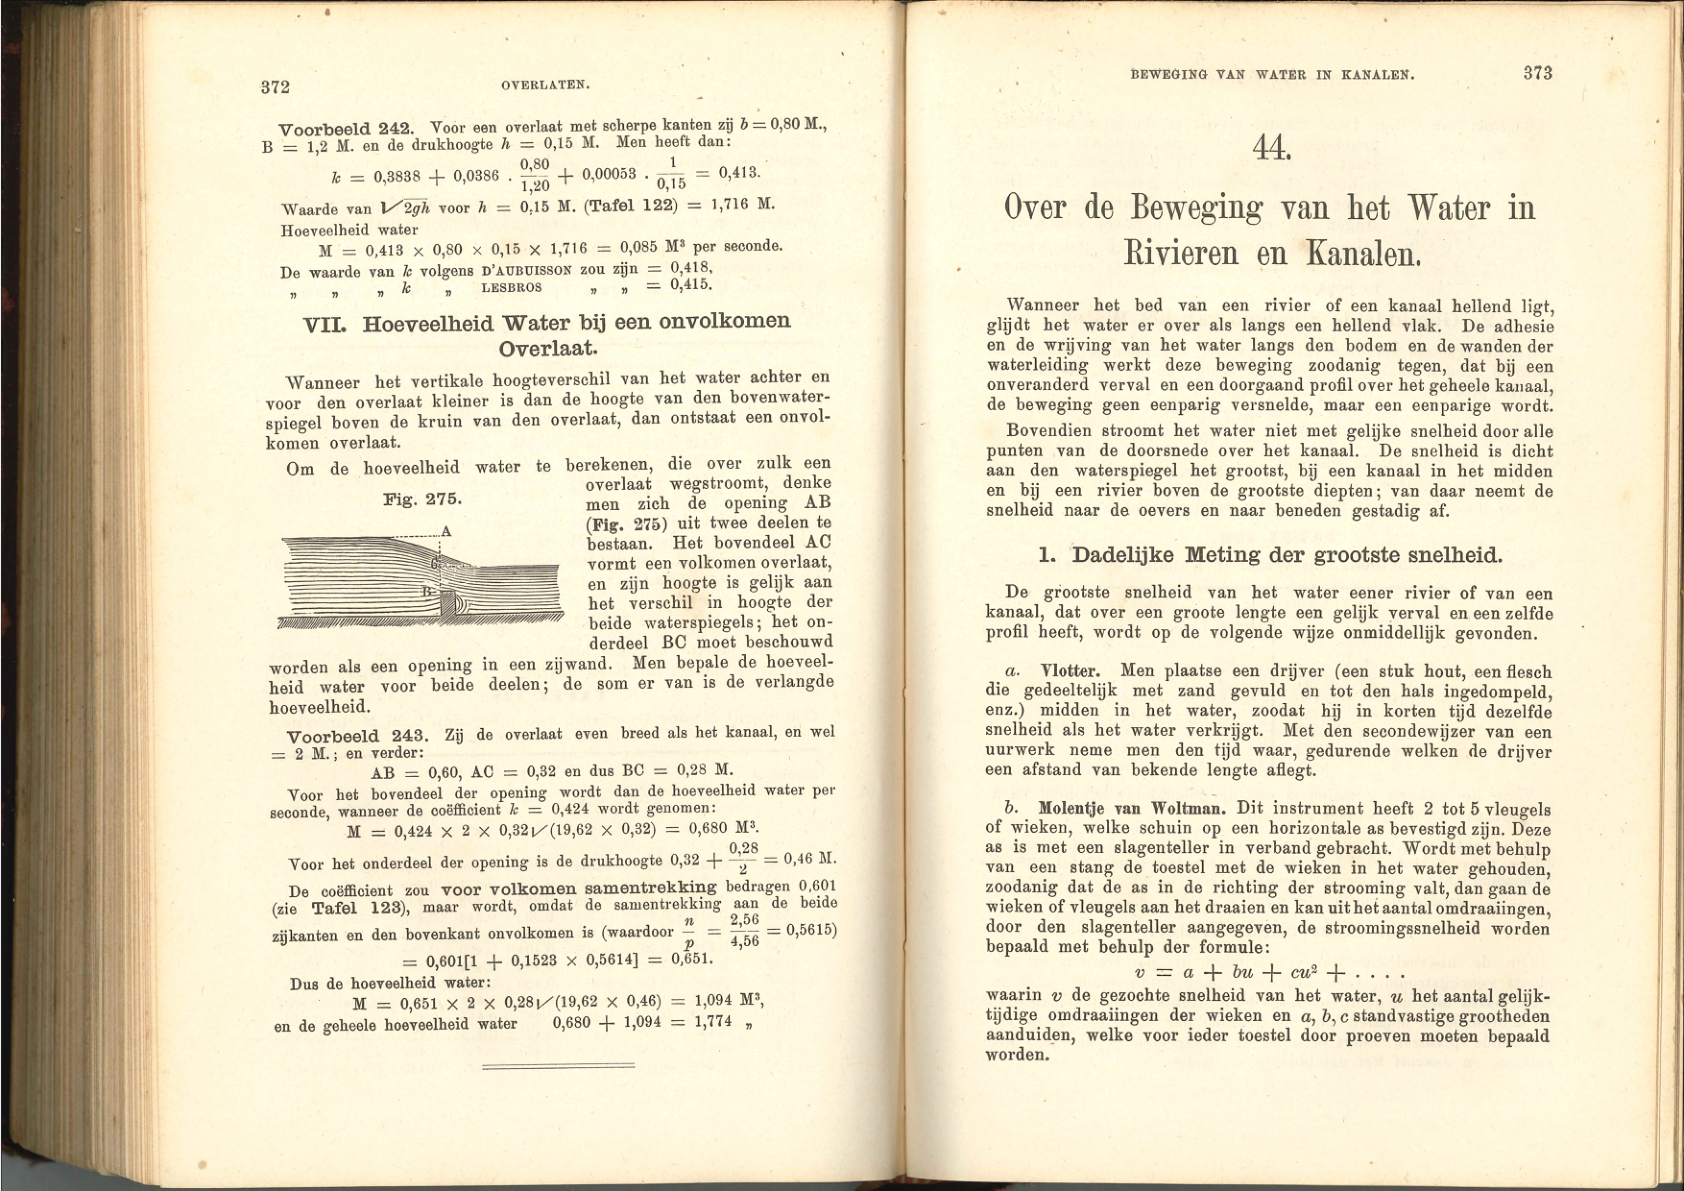 372
OVERLATEN.
Voorbeeld 242. Voor een overlaat met scherpe kanten zij b = 0,80 M.,
B = 1,2 M. en de drukhoogte h = 0,15 M. Men heeft dan:
k = 0,3838 + 0,0386 . 0,80/1,20 + 0,00053 . 1/0,15 = 0,413.
Waarde van √2gh voor h = 0,15 M. (Tafel 122) = 1,716 M.
Hoeveelheid water
M = 0,413 × 0,80 × 0,15 × 1,716 = 0,085 M³ per seconde.
De waarde van k volgens D'AUBUISSON zou zijn = 0,418,
„ „ „ k „ LESBROS „ „ = 0,415.
VII. Hoeveelheid Water bij een onvolkomen
Overlaat.
Wanneer het vertikale hoogteverschil van het water achter en
voor den overlaat kleiner is dan de hoogte van den bovenwater-
spiegel boven de kruin van den overlaat, dan ontstaat een onvol-
komen overlaat.
Om de hoeveelheid water te berekenen, die over zulk een
overlaat wegstroomt, denke
men zich de opening AB
(Fig. 275) uit twee deelen te
bestaan. Het bovendeel AC
vormt een volkomen overlaat,
en zijn hoogte is gelijk aan
het verschil in hoogte der
beide waterspiegels; het on-
derdeel BC moet beschouwd
Fig. 275.
A
C
B
worden als een opening in een zijwand. Men bepale de hoeveel-
heid water voor beide deelen; de som er van is de verlangde
hoeveelheid.
Voorbeeld 243. Zij de overlaat even breed als het kanaal, en wel
= 2 M.; en verder:
AB = 0,60, AC = 0,32 en dus BC = 0,28 M.
Voor het bovendeel der opening wordt dan de hoeveelheid water per
seconde, wanneer de coëfficient k = 0,424 wordt genomen:
M = 0,424 × 2 × 0,32√(19,62 × 0,32) = 0,680 M³.
Voor het onderdeel der opening is de drukhoogte 0,32 + 0,28/2 = 0,46 M.
De coëfficient zou voor volkomen samentrekking bedragen 0,601
(zie Tafel 123), maar wordt, omdat de samentrekking aan de beide
zijkanten en den bovenkant onvolkomen is (waardoor n/p = 2,56/4,56 = 0,5615)
= 0,601[1 + 0,1523 × 0,5614] = 0,651.
Dus de hoeveelheid water:
M = 0,651 × 2 × 0,28√(19,62 × 0,46) = 1,094 M³,
en de geheele hoeveelheid water 0,680 + 1,094 = 1,774 „
BEWEGING VAN WATER IN KANALEN.
373
44.
Over de Beweging van het Water in
Rivieren en Kanalen.
Wanneer het bed van een rivier of een kanaal hellend ligt,
glijdt het water er over als langs een hellend vlak. De adhesie
en de wrijving van het water langs den bodem en de wanden der
waterleiding werkt deze beweging zoodanig tegen, dat bij een
onveranderd verval en een doorgaand profil over het geheele kanaal,
de beweging geen eenparig versnelde, maar een eenparige wordt.
Bovendien stroomt het water niet met gelijke snelheid door alle
punten van de doorsnede over het kanaal. De snelheid is dicht
aan den waterspiegel het grootst, bij een kanaal in het midden
en bij een rivier boven de grootste diepten; van daar neemt de
snelheid naar de oevers en naar beneden gestadig af.
1. Dadelijke Meting der grootste snelheid.
De grootste snelheid van het water eener rivier of van een
kanaal, dat over een groote lengte een gelijk verval en een zelfde
profil heeft, wordt op de volgende wijze onmiddellijk gevonden.
a. Vlotter. Men plaatse een drijver (een stuk hout, een flesch
die gedeeltelijk met zand gevuld en tot den hals ingedompeld,
enz.) midden in het water, zoodat hij in korten tijd dezelfde
snelheid als het water verkrijgt. Met den secondewijzer van een
uurwerk neme men den tijd waar, gedurende welken de drijver
een afstand van bekende lengte aflegt.
b. Molentje van Woltman. Dit instrument heeft 2 tot 5 vleugels
of wieken, welke schuin op een horizontale as bevestigd zijn. Deze
as is met een slagenteller in verband gebracht. Wordt met behulp
van een stang de toestel met de wieken in het water gehouden,
zoodanig dat de as in de richting der strooming valt, dan gaan de
wieken of vleugels aan het draaien en kan uit het aantal omdraaiingen,
door den slagenteller aangegeven, de stroomingssnelheid worden
bepaald met behulp der formule:
v = a + bu + cu² + . . . .
waarin v de gezochte snelheid van het water, u het aantal gelijk-
tijdige omdraaiingen der wieken en a, b, c standvastige grootheden
aanduiden, welke voor ieder toestel door proeven moeten bepaald
worden.